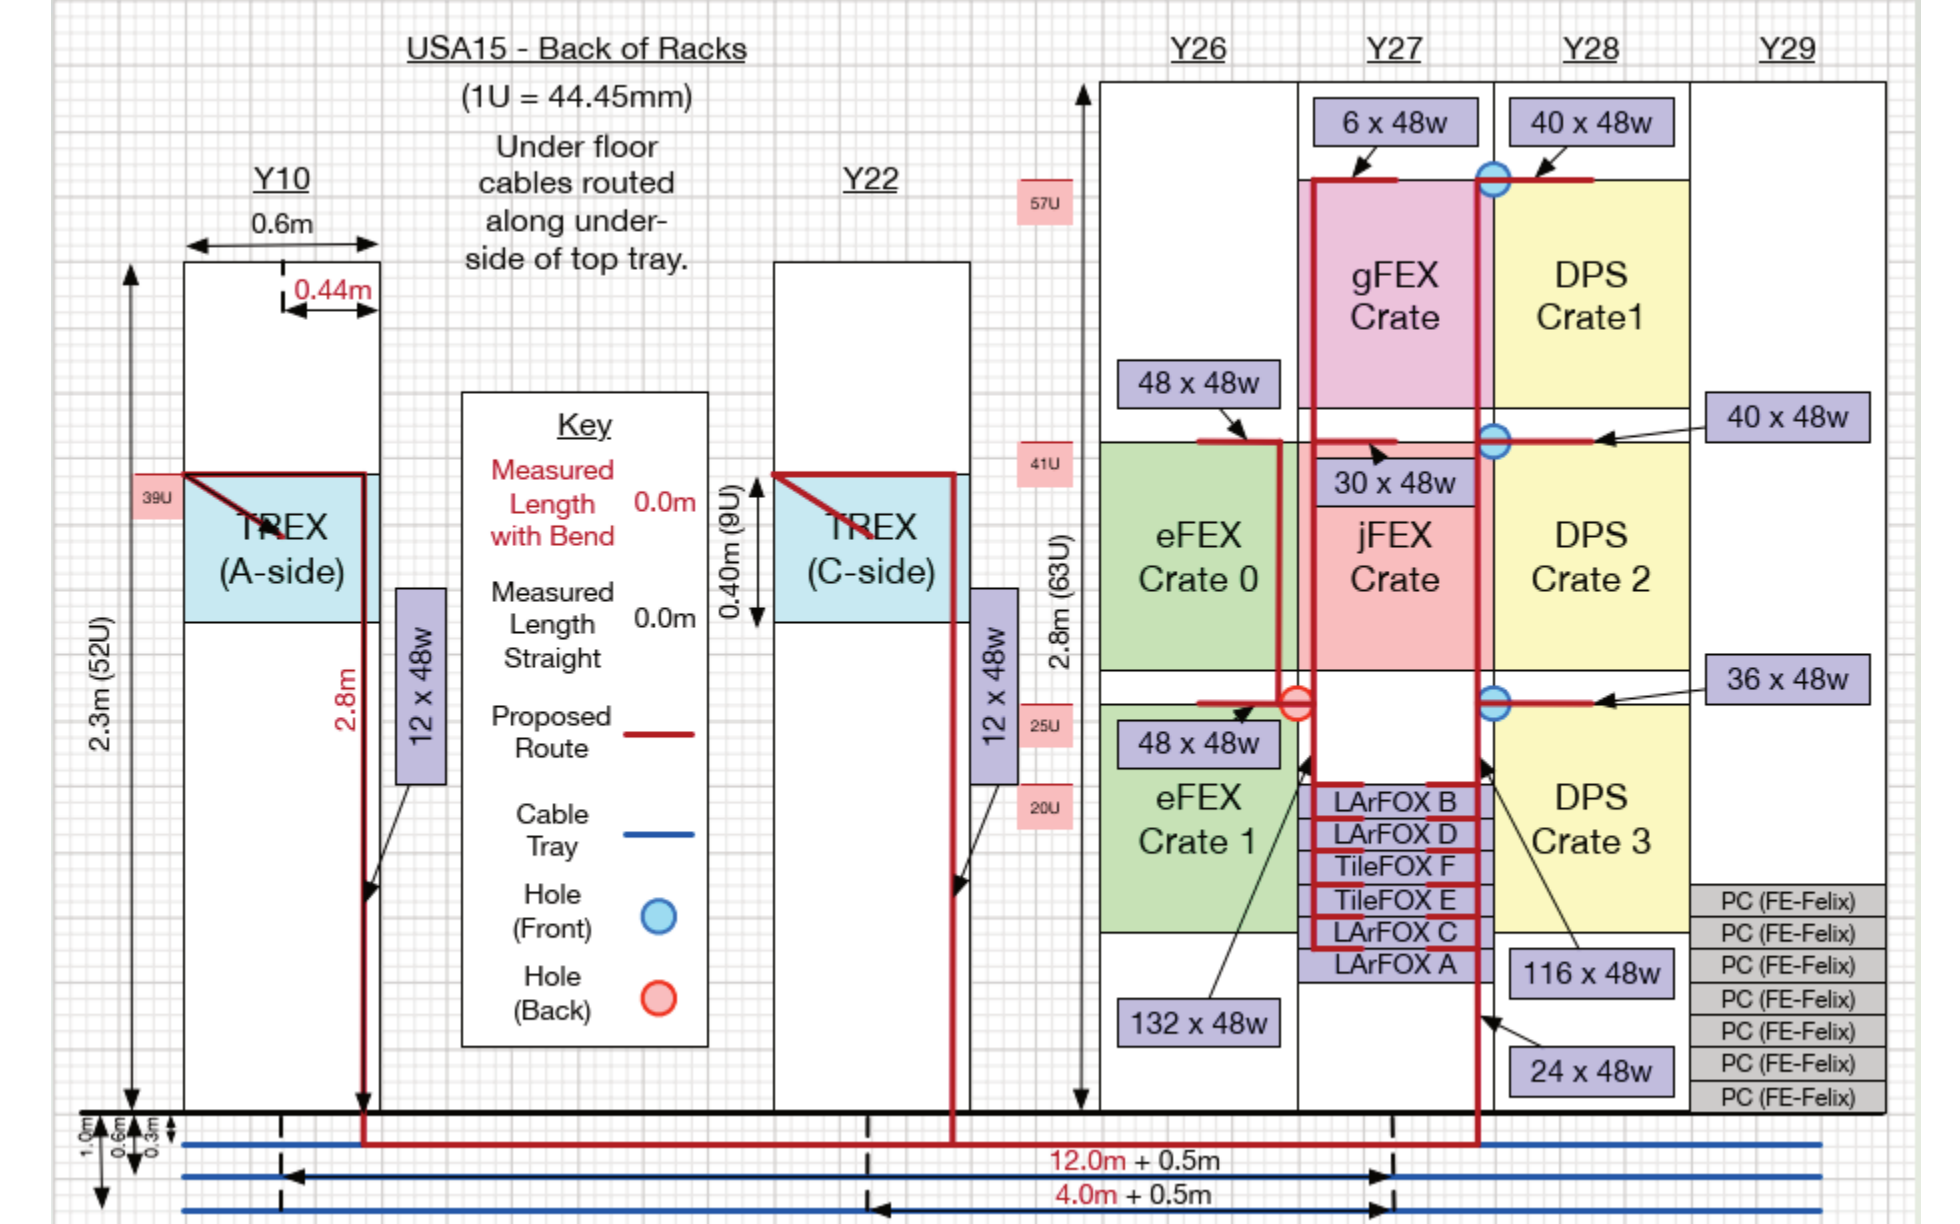 USA15 - Back of Racks
(1U = 44.45mm)
Under floor
cables routed
along under-
side of top tray.
Y10
0.6m
0.44m
2.3m (52U)
39U
TREX
(A-side)
2.8m
12 x 48w
Key
Measured
Length
with Bend
0.0m
Measured
Length
Straight
0.0m
Proposed
Route
Cable
Tray
Hole
(Front)
Hole
(Back)
Y22
0.40m (9U)
TREX
(C-side)
12 x 48w
Y26
Y27
Y28
Y29
2.8m (63U)
57U
41U
25U
20U
6 x 48w
40 x 48w
gFEX
Crate
DPS
Crate1
48 x 48w
40 x 48w
30 x 48w
eFEX
Crate 0
jFEX
Crate
DPS
Crate 2
36 x 48w
48 x 48w
eFEX
Crate 1
LArFOX B
LArFOX D
TileFOX F
TileFOX E
LArFOX C
LArFOX A
DPS
Crate 3
132 x 48w
116 x 48w
24 x 48w
PC (FE-Felix)
PC (FE-Felix)
PC (FE-Felix)
PC (FE-Felix)
PC (FE-Felix)
PC (FE-Felix)
PC (FE-Felix)
1.0m
0.6m
0.3m
12.0m + 0.5m
4.0m + 0.5m